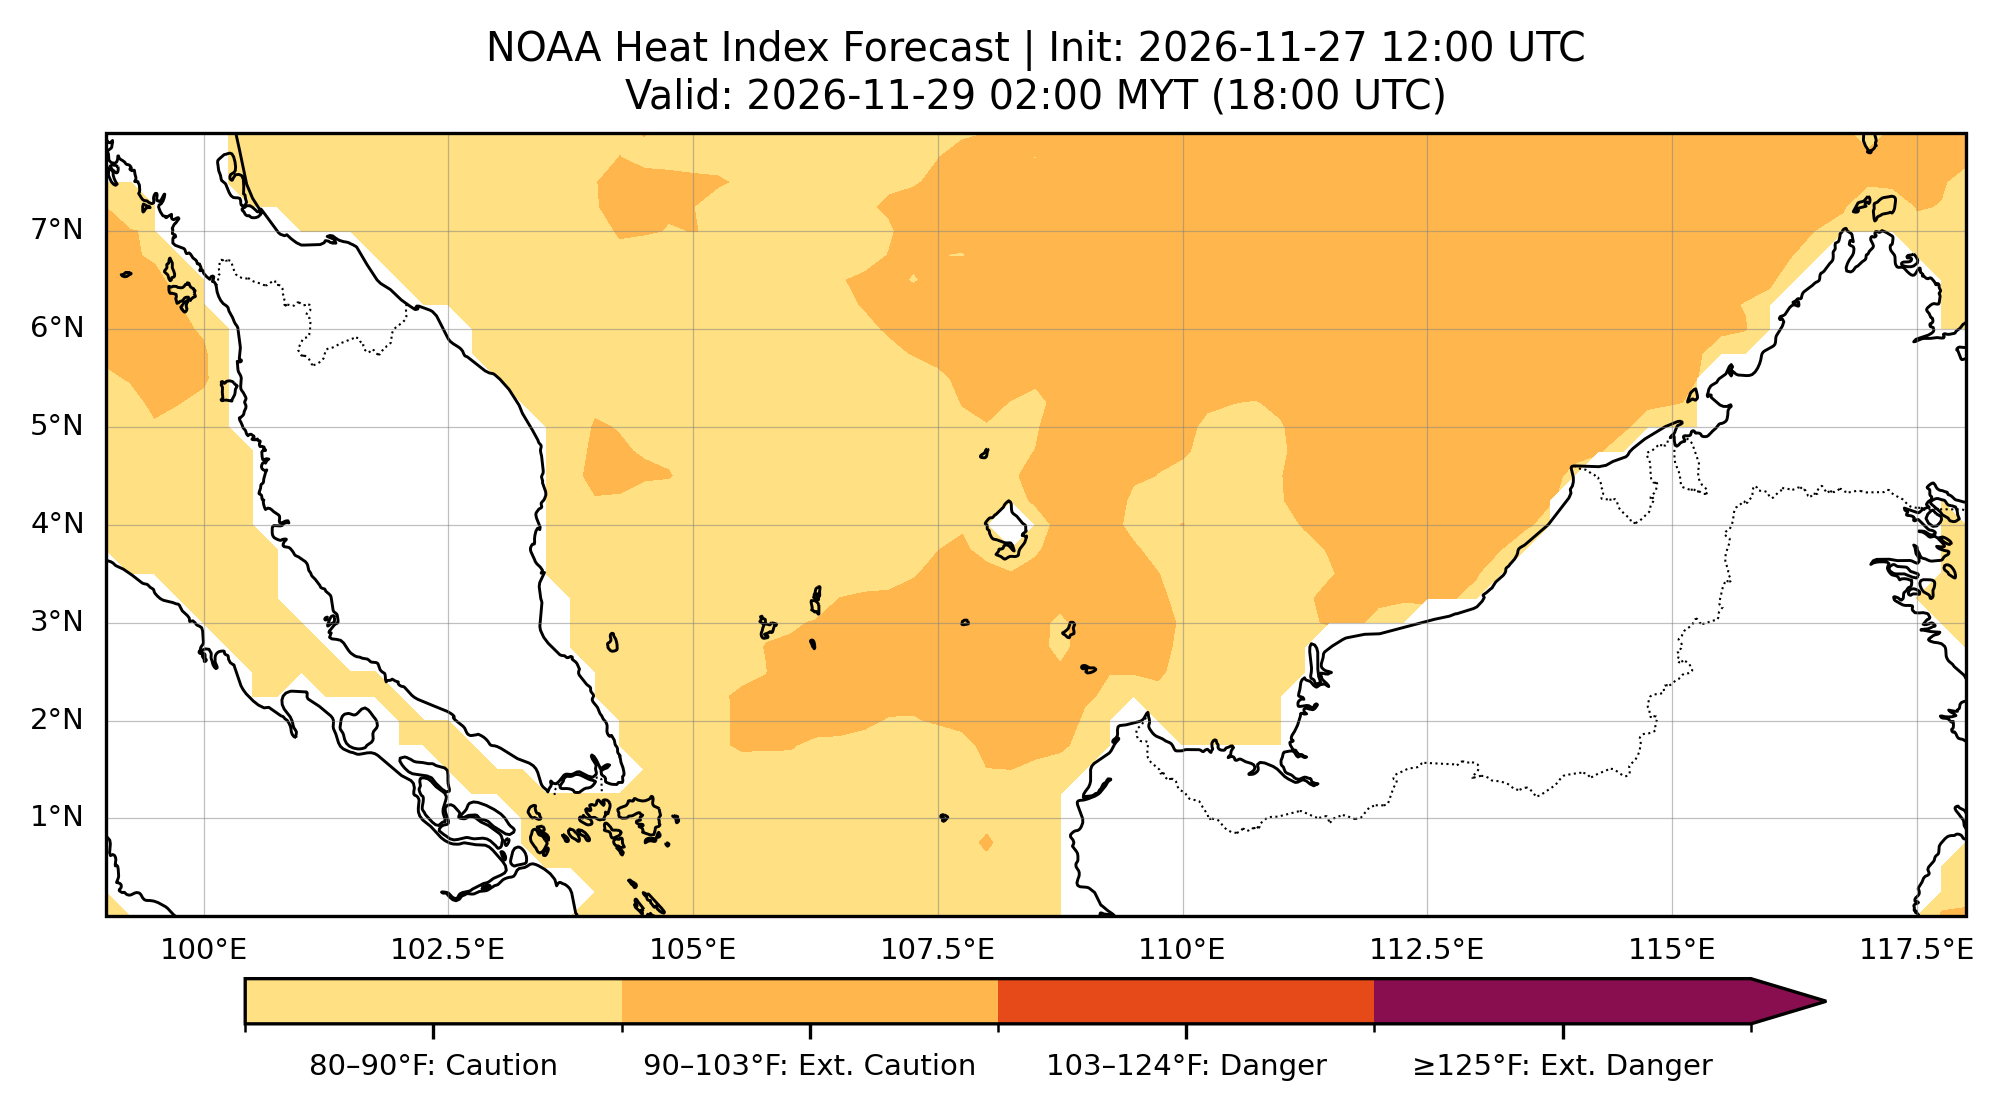 NOAA Heat Index Forecast | Init: 2026-11-27 12:00 UTC
Valid: 2026-11-29 02:00 MYT (18:00 UTC)
7°N
6°N
5°N
4°N
3°N
2°N
1°N
100°E 102.5°E 105°E 107.5°E 110°E 112.5°E 115°E 117.5°E
80–90°F: Caution 90–103°F: Ext. Caution 103–124°F: Danger ≥125°F: Ext. Danger